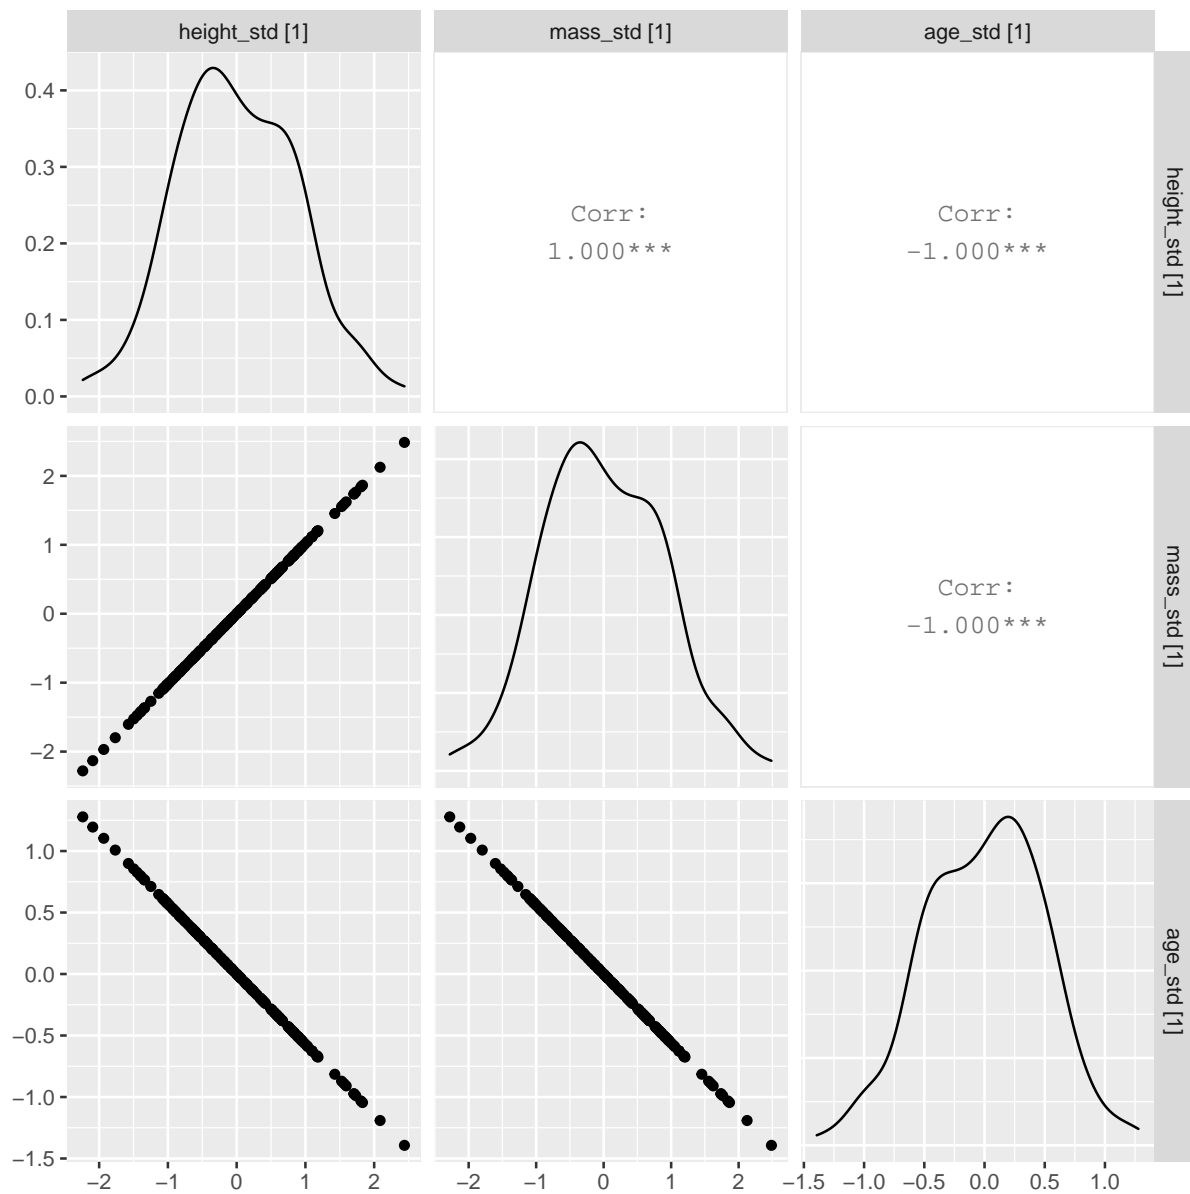 height_std [1]
mass_std [1]
age_std [1]
0.4
0.3
0.2
0.1
0.0
Corr:
1.000***
Corr:
−1.000***
height_std [1]
2
1
0
−1
−2
Corr:
−1.000***
mass_std [1]
1.0
0.5
0.0
−0.5
−1.0
−1.5
age_std [1]
−2 −1 0 1 2
−2 −1 0 1 2
−1.5 −1.0 −0.5 0.0 0.5 1.0